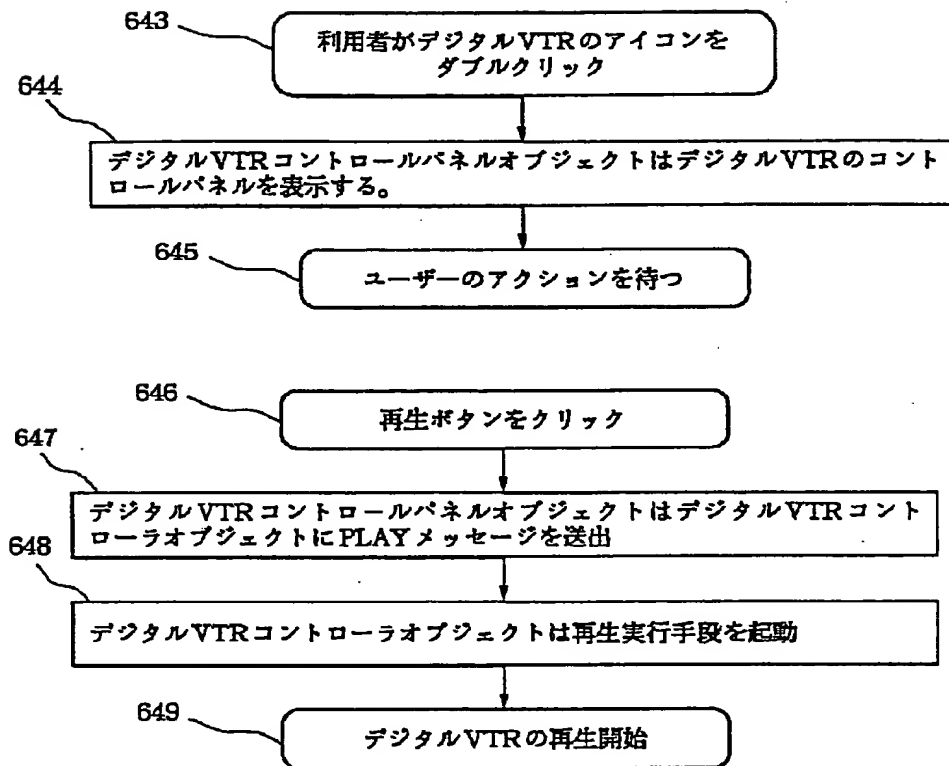 643
利用者がデジタルVTRのアイコンを
ダブルクリック
644
デジタルVTRコントロールパネルオブジェクトはデジタルVTRのコント
ロールパネルを表示する。
645
ユーザーのアクションを待つ
646
再生ボタンをクリック
647
デジタルVTRコントロールパネルオブジェクトはデジタルVTRコント
ローラオブジェクトにPLAYメッセージを送出
648
デジタルVTRコントローラオブジェクトは再生実行手段を起動
649
デジタルVTRの再生開始